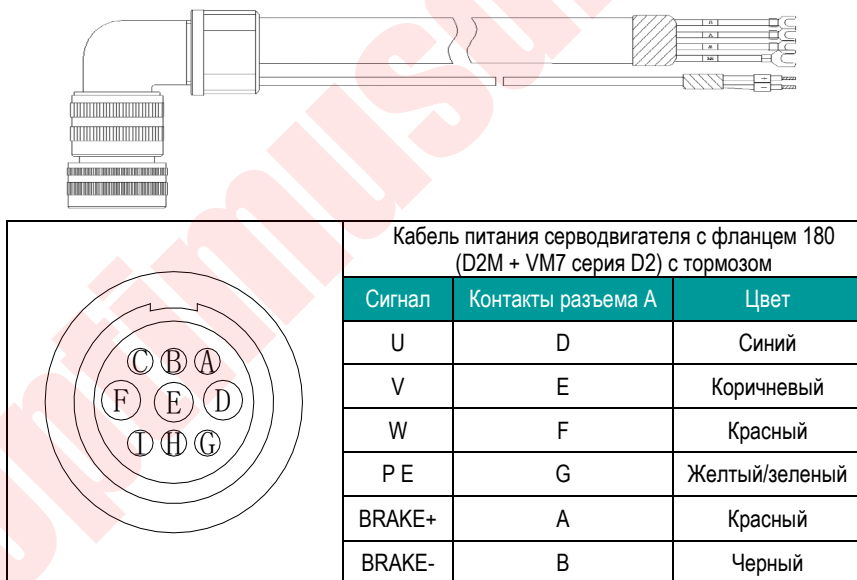 Кабель питания серводвигателя с фланцем 180
(D2M + VM7 серия D2) с тормозом
Сигнал Контакты разъема A Цвет
U D Синий
V E Коричневый
W F Красный
P E G Желтый/зеленый
BRAKE+ A Красный
BRAKE- B Черный
C B A
F E D
I H G